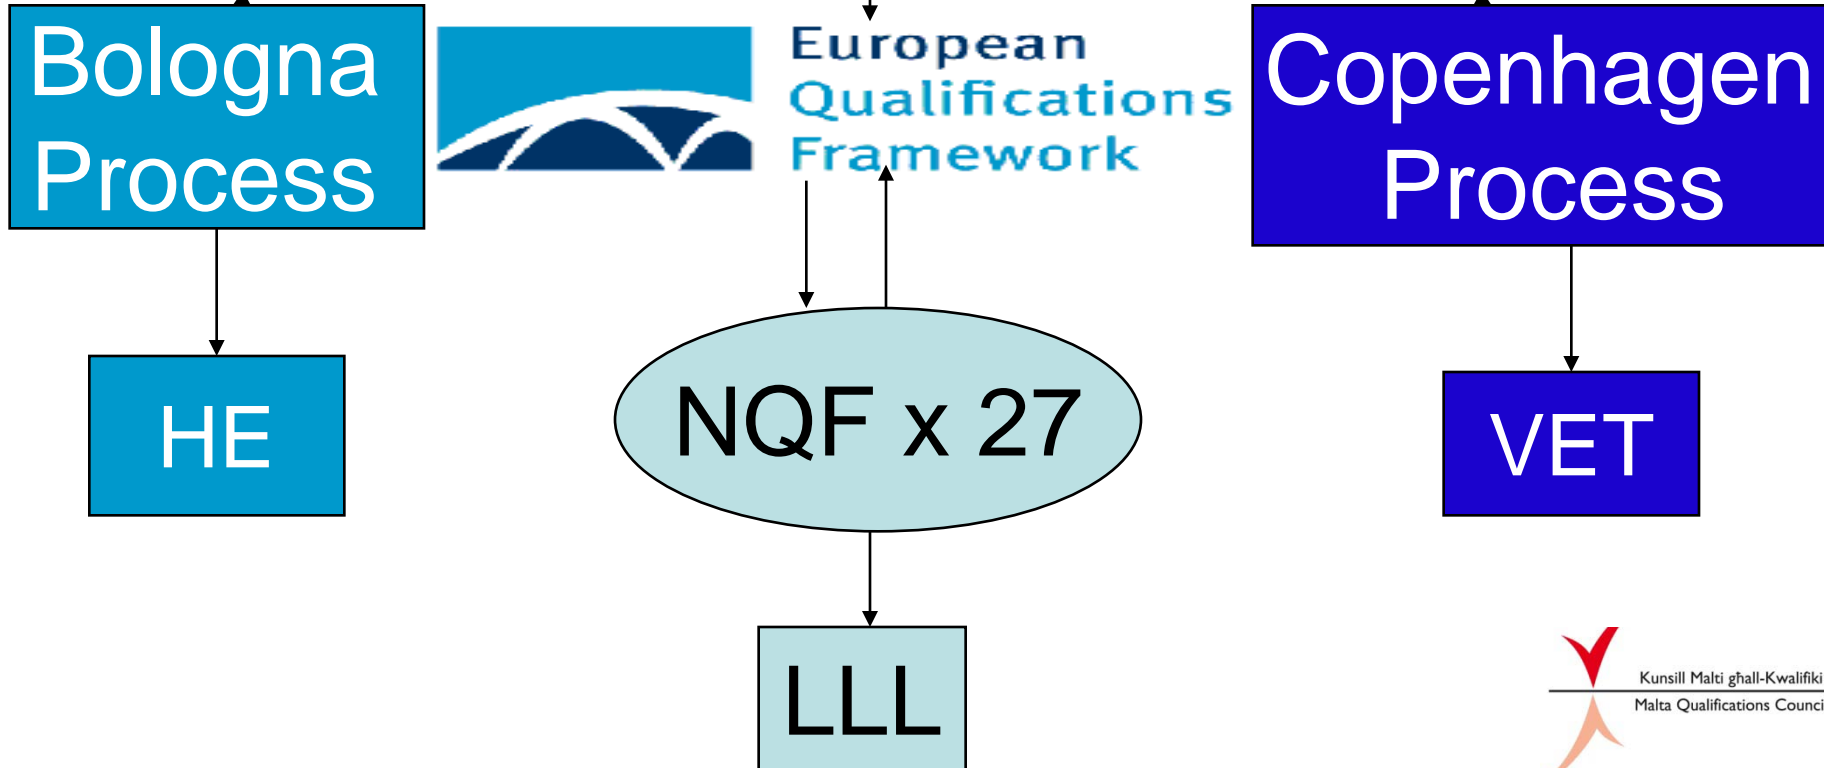 Bologna
Process
European
Qualifications
Framework
Copenhagen
Process
HE
NQF x 27
VET
LLL
Kunsill Malti għall-Kwalifiki
Malta Qualifications Counci